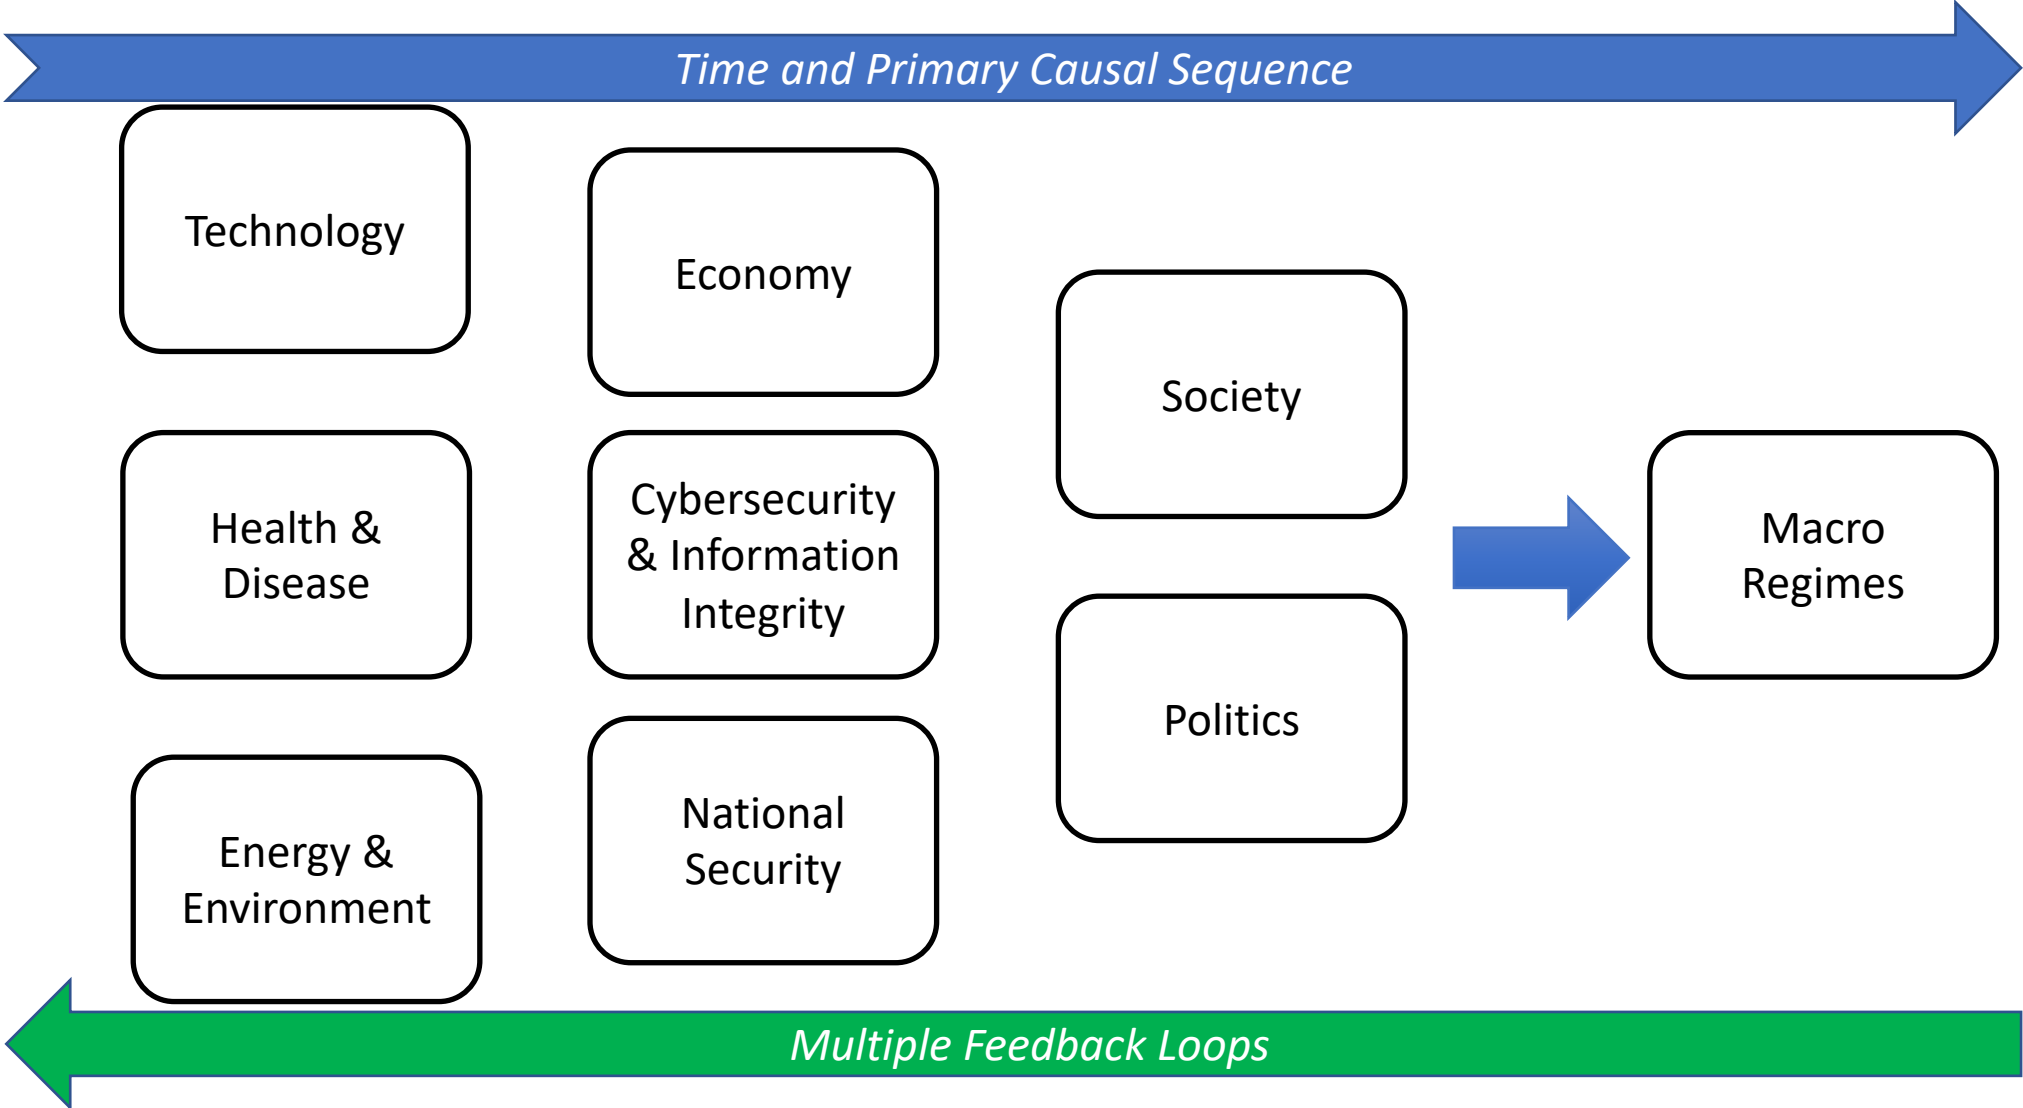 Time and Primary Causal Sequence
Technology
Economy
Society
Health &
Disease
Cybersecurity
& Information
Integrity
Macro
Regimes
Politics
Energy &
Environment
National
Security
Multiple Feedback Loops